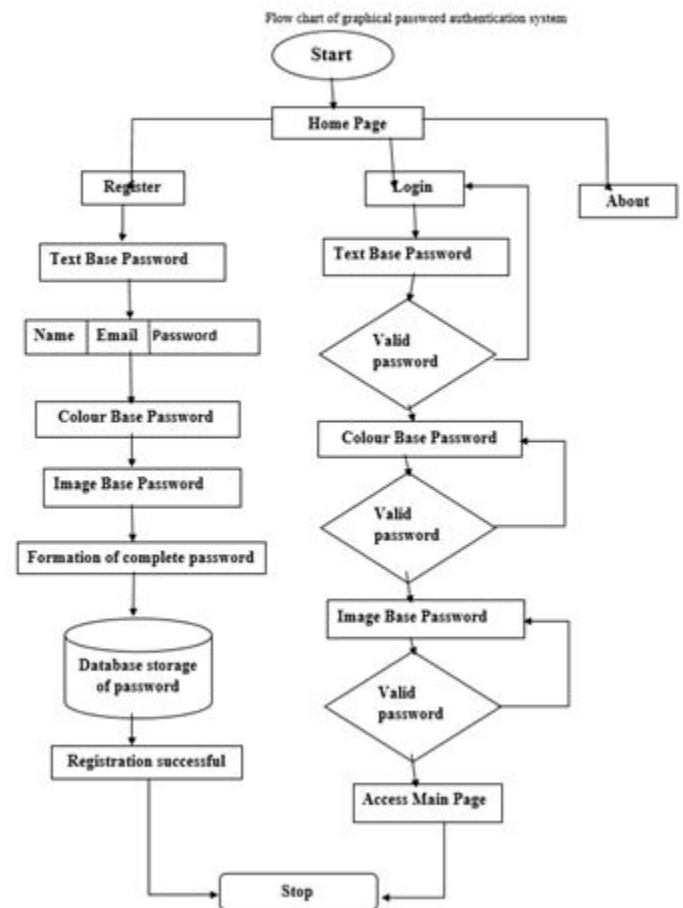 Flow chart of graphical password authentication system
Start
Home Page
Register
Login
About
Text Base Password
Text Base Password
Name Email Password
Valid
password
Colour Base Password
Colour Base Password
Image Base Password
Valid
password
Formation of complete password
Image Base Password
Database storage
of password
Valid
password
Registration successful
Access Main Page
Stop